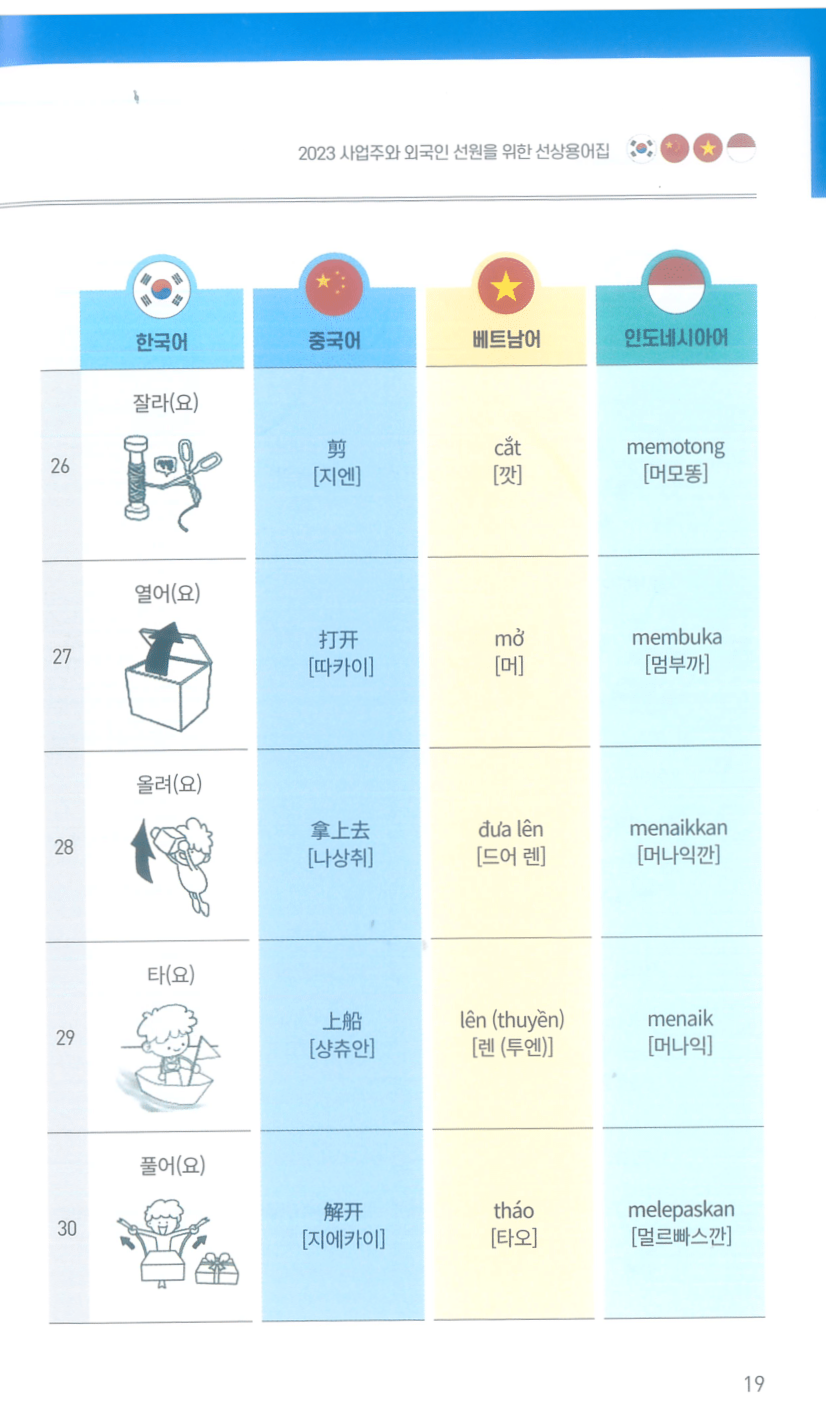 2023 사업주와 외국인 선원을 위한 선상용어집
한국어 중국어 베트남어 인도네시아어
26
잘라(요)
剪
[지엔]
cắt
[깟]
memotong
[머모똥]
27
열어(요)
打开
[따카이]
mở
[머]
membuka
[멈부까]
28
올려(요)
拿上去
[나상취]
đưa lên
[드어 렌]
menaikkan
[머나익깐]
29
타(요)
上船
[샹츄안]
lên (thuyền)
[렌 (투엔)]
menaik
[머나익]
30
풀어(요)
解开
[지에카이]
tháo
[타오]
melepaskan
[멀르빠스깐]
19